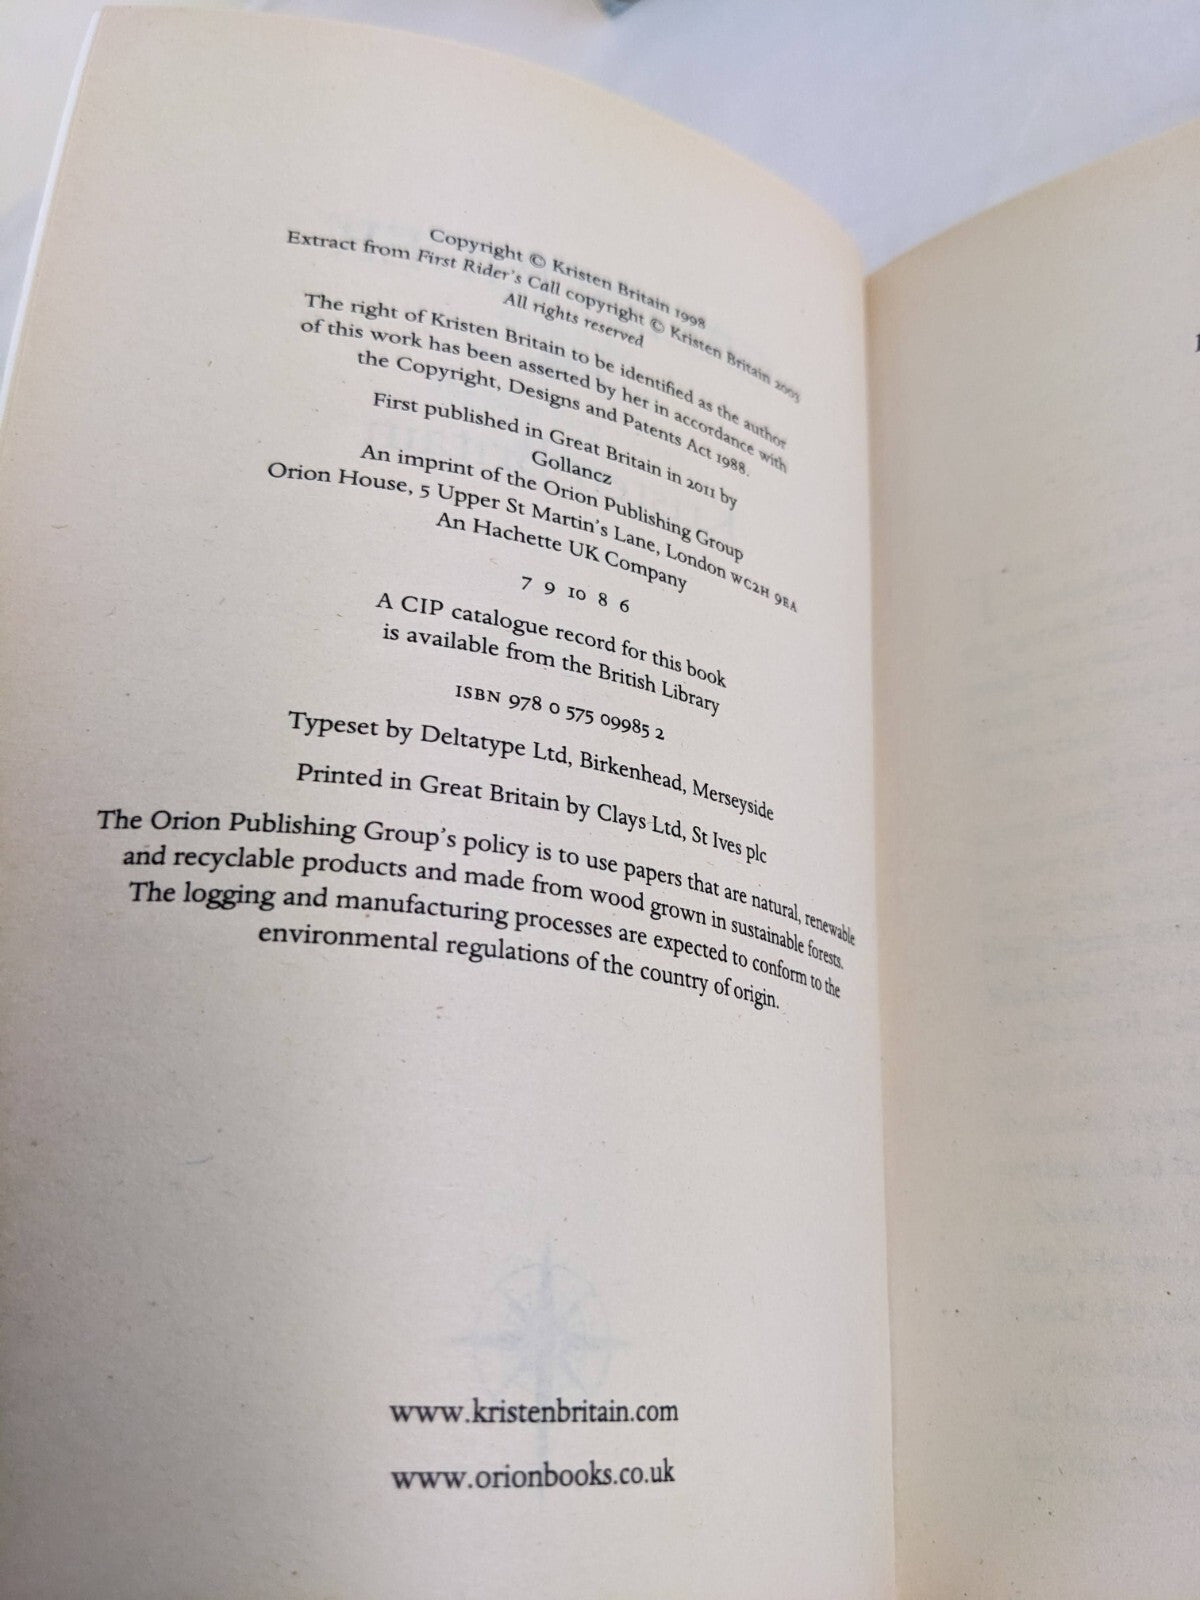 Copyright © Kristen Britain 1998
Extract from First Rider's Call copyright © Kristen Britain 2003
All rights reserved
The right of Kristen Britain to be identified as the author
of this work has been asserted by her in accordance with
the Copyright, Designs and Patents Act 1988.
First published in Great Britain in 2011 by
Gollancz
An imprint of the Orion Publishing Group
Orion House, 5 Upper St Martin's Lane, London WC2H 9EA
An Hachette UK Company
7 9 10 8 6
A CIP catalogue record for this book
is available from the British Library
ISBN 978 0 575 09985 2
Typeset by Deltatype Ltd, Birkenhead, Merseyside
Printed in Great Britain by Clays Ltd, St Ives plc
The Orion Publishing Group's policy is to use papers that are natural, renewable
and recyclable products and made from wood grown in sustainable forests.
The logging and manufacturing processes are expected to conform to the
environmental regulations of the country of origin.
www.kristenbritain.com
www.orionbooks.co.uk